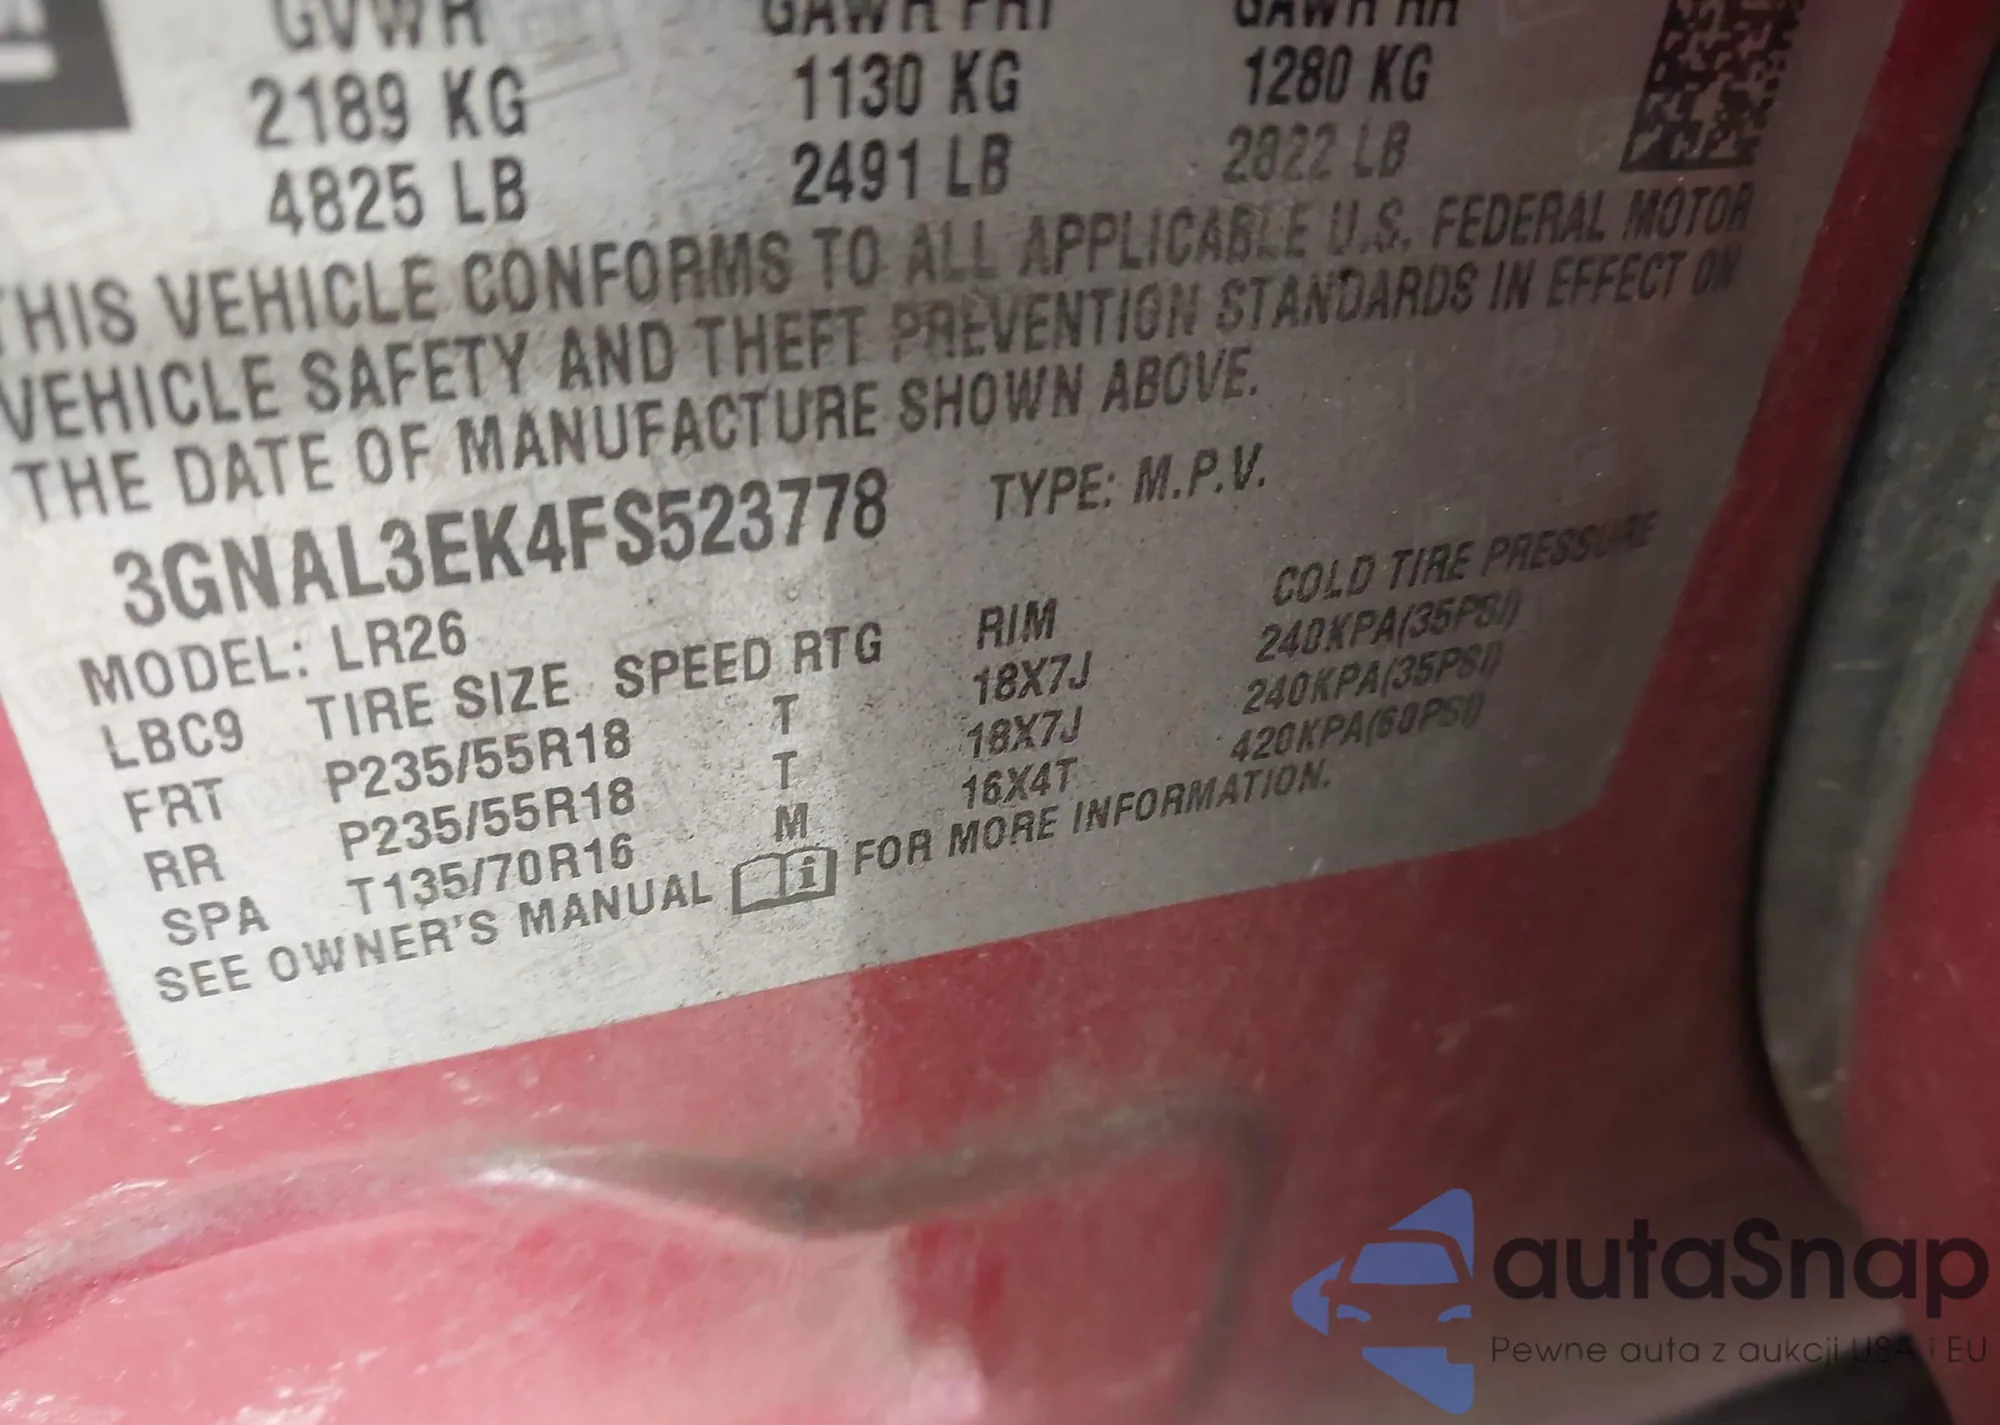 GVWR GAWR FRT GAWR RR
2189 KG 1130 KG 1280 KG
4825 LB 2491 LB 2822 LB
THIS VEHICLE CONFORMS TO ALL APPLICABLE U.S. FEDERAL MOTOR
VEHICLE SAFETY AND THEFT PREVENTION STANDARDS IN EFFECT ON
THE DATE OF MANUFACTURE SHOWN ABOVE.
3GNAL3EK4FS523778 TYPE: M.P.V.
MODEL: LR26
LBC9 TIRE SIZE SPEED RTG RIM COLD TIRE PRESSURE
FRT P235/55R18 T 18X7J 240KPA(35PSI)
RR P235/55R18 T 18X7J 240KPA(35PSI)
SPA T135/70R16 M 16X4T 420KPA(60PSI)
SEE OWNER'S MANUAL i FOR MORE INFORMATION.
autaSnap
Pewne auta z aukcji USA i EU